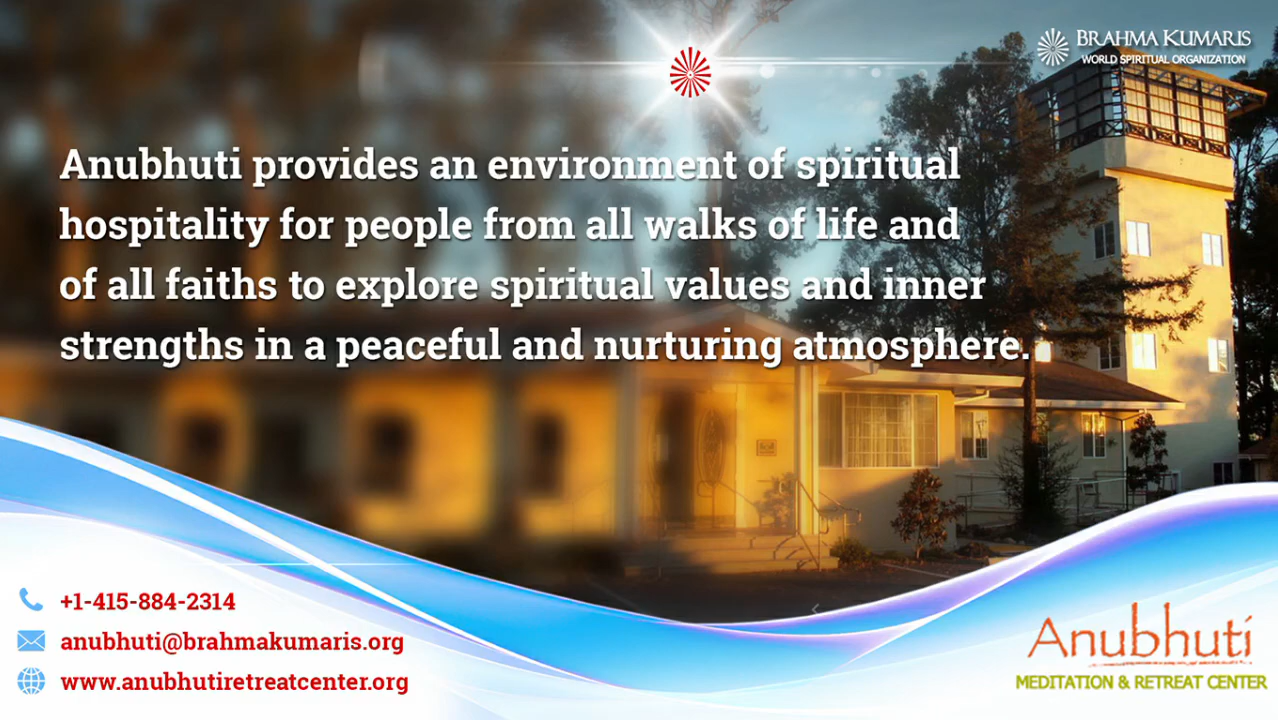 BRAHMA KUMARIS
WORLD SPIRITUAL ORGANIZATION
Anubhuti provides an environment of spiritual
hospitality for people from all walks of life and
of all faiths to explore spiritual values and inner
strengths in a peaceful and nurturing atmosphere.
+1-415-884-2314
anubhuti@brahmakumaris.org
www.anubhutiretreatcenter.org
Anubhuti
MEDITATION & RETREAT CENTER